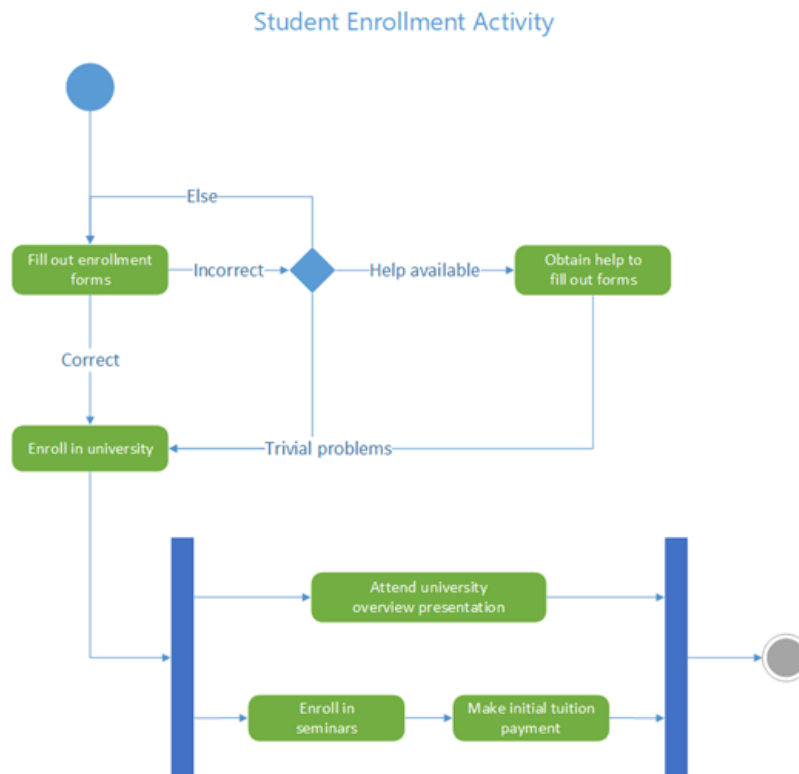 Student Enrollment Activity
Else
Fill out enrollment
forms
Incorrect
Help available
Obtain help to
fill out forms
Correct
Enroll in university
Trivial problems
Attend university
overview presentation
Enroll in
seminars
Make initial tuition
payment